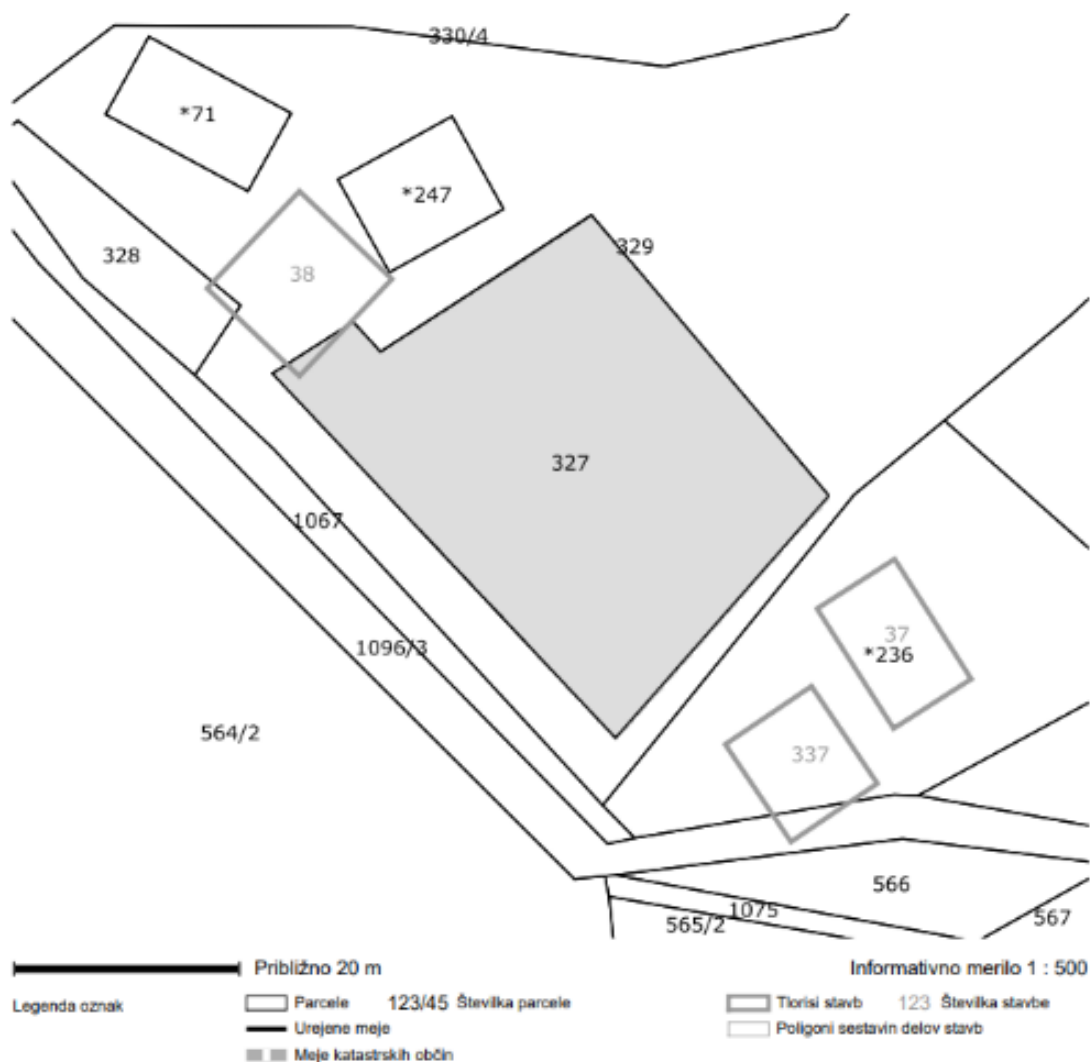 330/4
*71
*247
329
328
38
327
1067
37
*236
1096/3
564/2
337
566
1075
565/2
567
Približno 20 m
Informativno merilo 1 : 500
Legenda oznak
Parcele
123/45 Številka parcele
Tlorisi stavb
123 Številka stavbe
Urejene meje
Poligoni sestavin delov stavb
Meje katastrskih občin